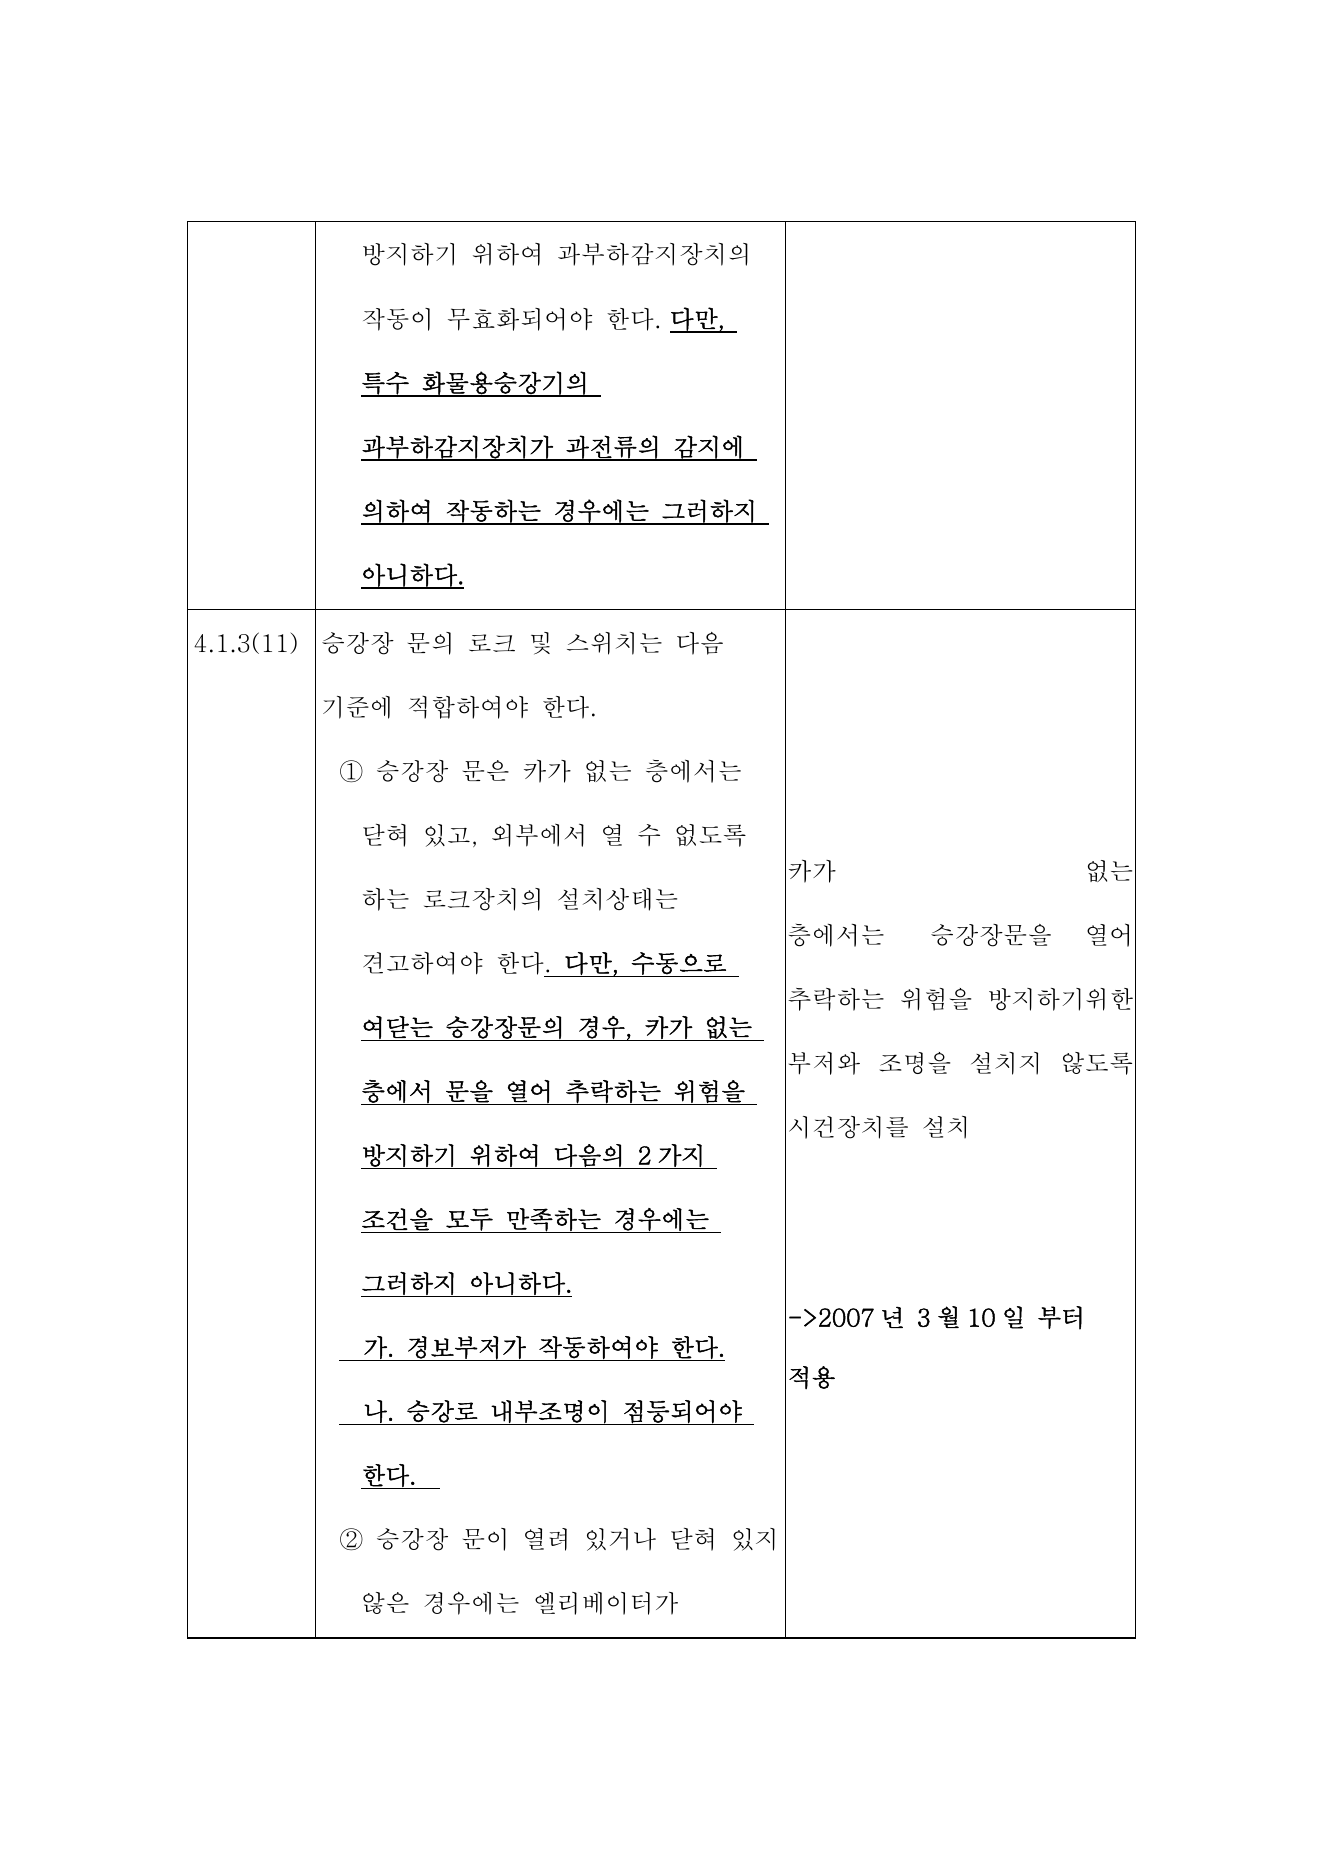 방지하기 위하여 과부하감지장치의
작동이 무효화되어야 한다. 다만,
특수 화물용승강기의
과부하감지장치가 과전류의 감지에
의하여 작동하는 경우에는 그러하지
아니하다.
4.1.3(11)
승강장 문의 로크 및 스위치는 다음
기준에 적합하여야 한다.
① 승강장 문은 카가 없는 층에서는
닫혀 있고, 외부에서 열 수 없도록
하는 로크장치의 설치상태는
견고하여야 한다. 다만, 수동으로
여닫는 승강장문의 경우, 카가 없는
층에서 문을 열어 추락하는 위험을
방지하기 위하여 다음의 2가지
조건을 모두 만족하는 경우에는
그러하지 아니하다.
가. 경보부저가 작동하여야 한다.
나. 승강로 내부조명이 점등되어야
한다.
② 승강장 문이 열려 있거나 닫혀 있지
않은 경우에는 엘리베이터가
카가 없는
층에서는 승강장문을 열어
추락하는 위험을 방지하기위한
부저와 조명을 설치지 않도록
시건장치를 설치
->2007년 3월10일 부터
적용